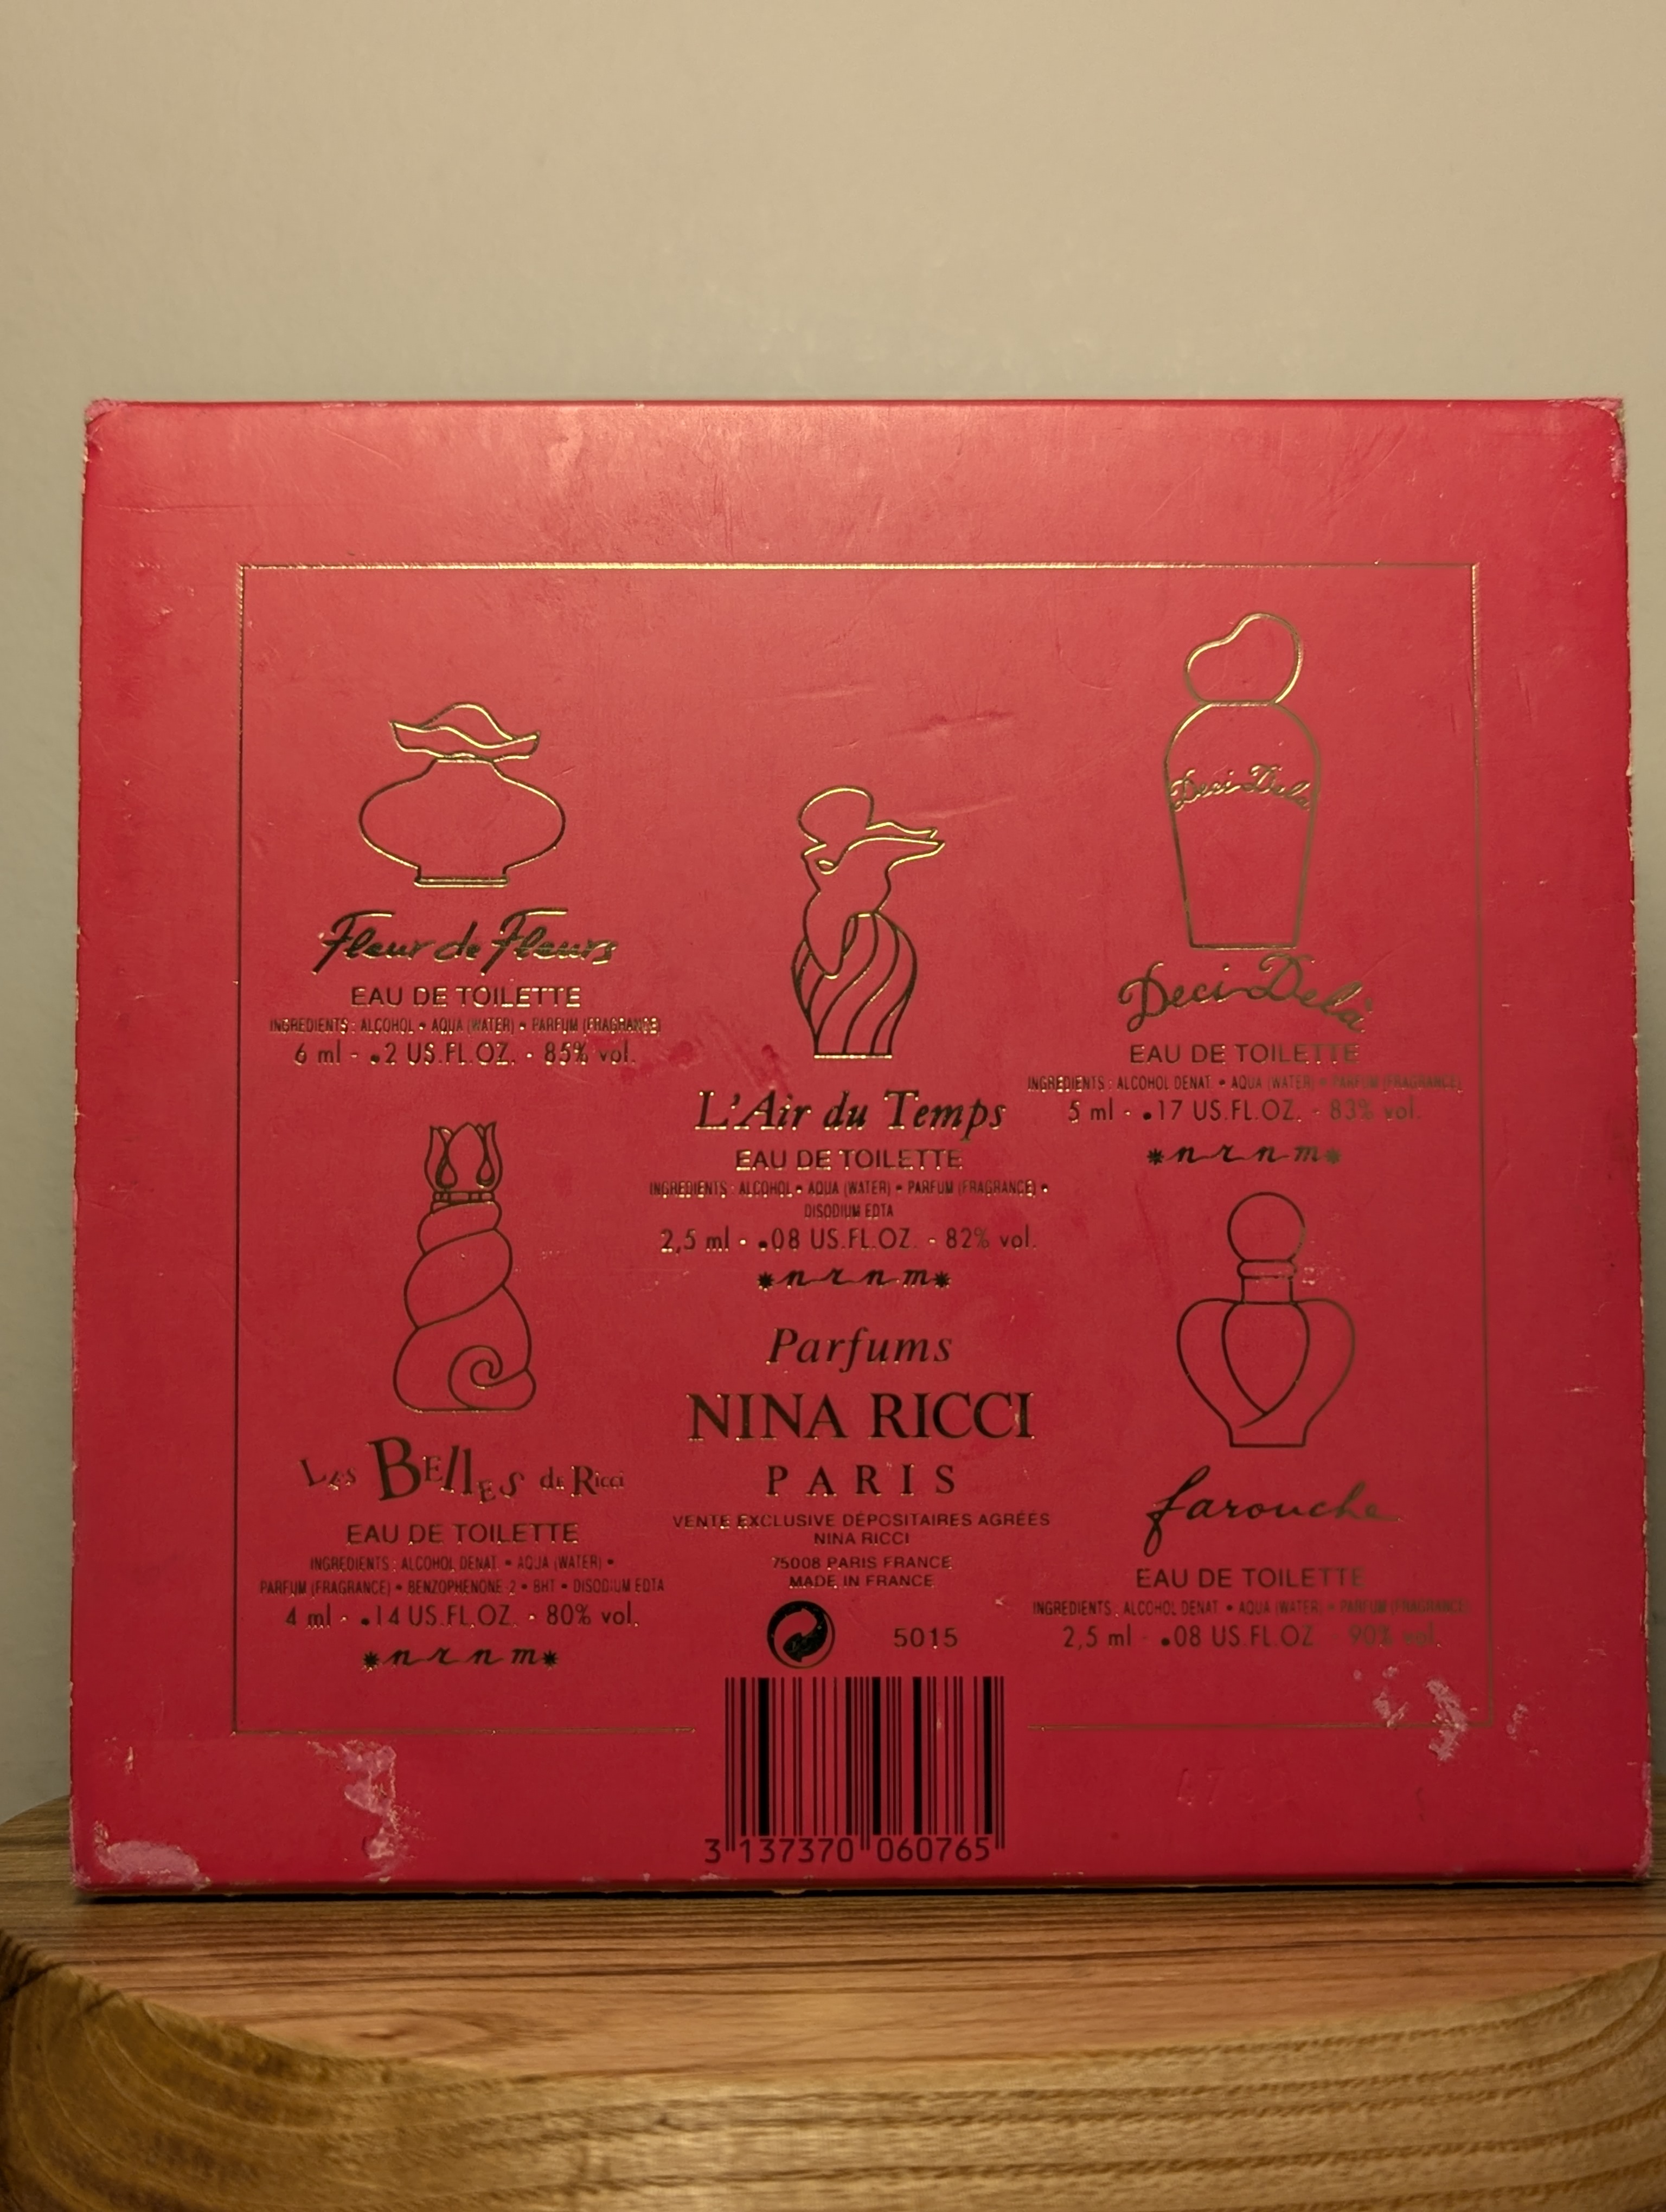 Fleur de Fleurs
EAU DE TOILETTE
INGREDIENTS : ALCOHOL • AQUA (WATER) • PARFUM (FRAGRANCE)
6 ml - .2 US.FL.OZ. - 85% vol.
Les Belles de Ricci
EAU DE TOILETTE
INGREDIENTS : ALCOHOL DENAT. • AQUA (WATER) •
PARFUM (FRAGRANCE) • BENZOPHENONE-2 • BHT • DISODIUM EDTA
4 ml - .14 US.FL.OZ. - 80% vol.
*n-r-n-m*
L'Air du Temps
EAU DE TOILETTE
INGREDIENTS : ALCOHOL • AQUA (WATER) • PARFUM (FRAGRANCE) •
DISODIUM EDTA
2,5 ml - .08 US.FL.OZ. - 82% vol.
*n-r-n-m*
Parfums
NINA RICCI
PARIS
VENTE EXCLUSIVE DÉPOSITAIRES AGRÉÉS
NINA RICCI
75008 PARIS FRANCE
MADE IN FRANCE
5015
3 137370 060765
Deci-Delà
Deci-Delà
EAU DE TOILETTE
INGREDIENTS : ALCOHOL DENAT. • AQUA (WATER) • PARFUM (FRAGRANCE)
5 ml - .17 US.FL.OZ. - 83% vol.
*n-r-n-m*
farouche
EAU DE TOILETTE
INGREDIENTS : ALCOHOL DENAT. • AQUA (WATER) • PARFUM (FRAGRANCE)
2,5 ml - .08 US.FL.OZ. - 90% vol.